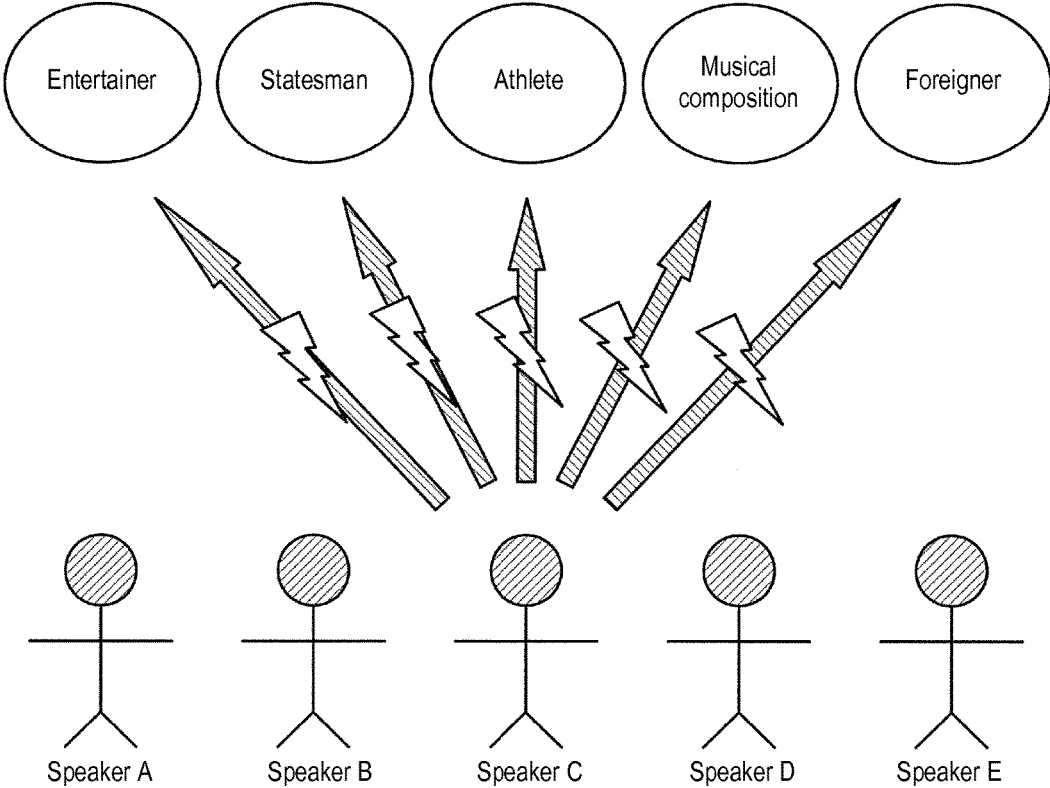 Entertainer
Statesman
Athlete
Musical
composition
Foreigner
Speaker A
Speaker B
Speaker C
Speaker D
Speaker E